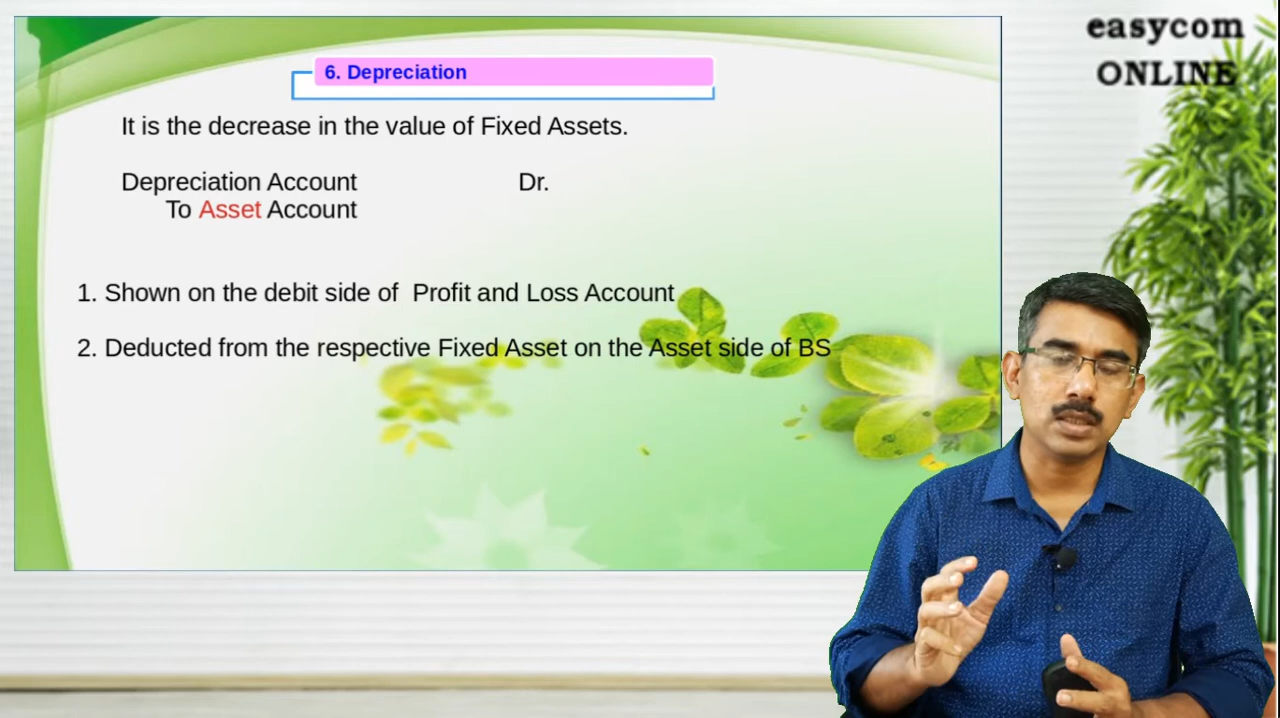 easycom
ONLINE
6. Depreciation
It is the decrease in the value of Fixed Assets.
Depreciation Account Dr.
To Asset Account
1. Shown on the debit side of Profit and Loss Account
2. Deducted from the respective Fixed Asset on the Asset side of BS